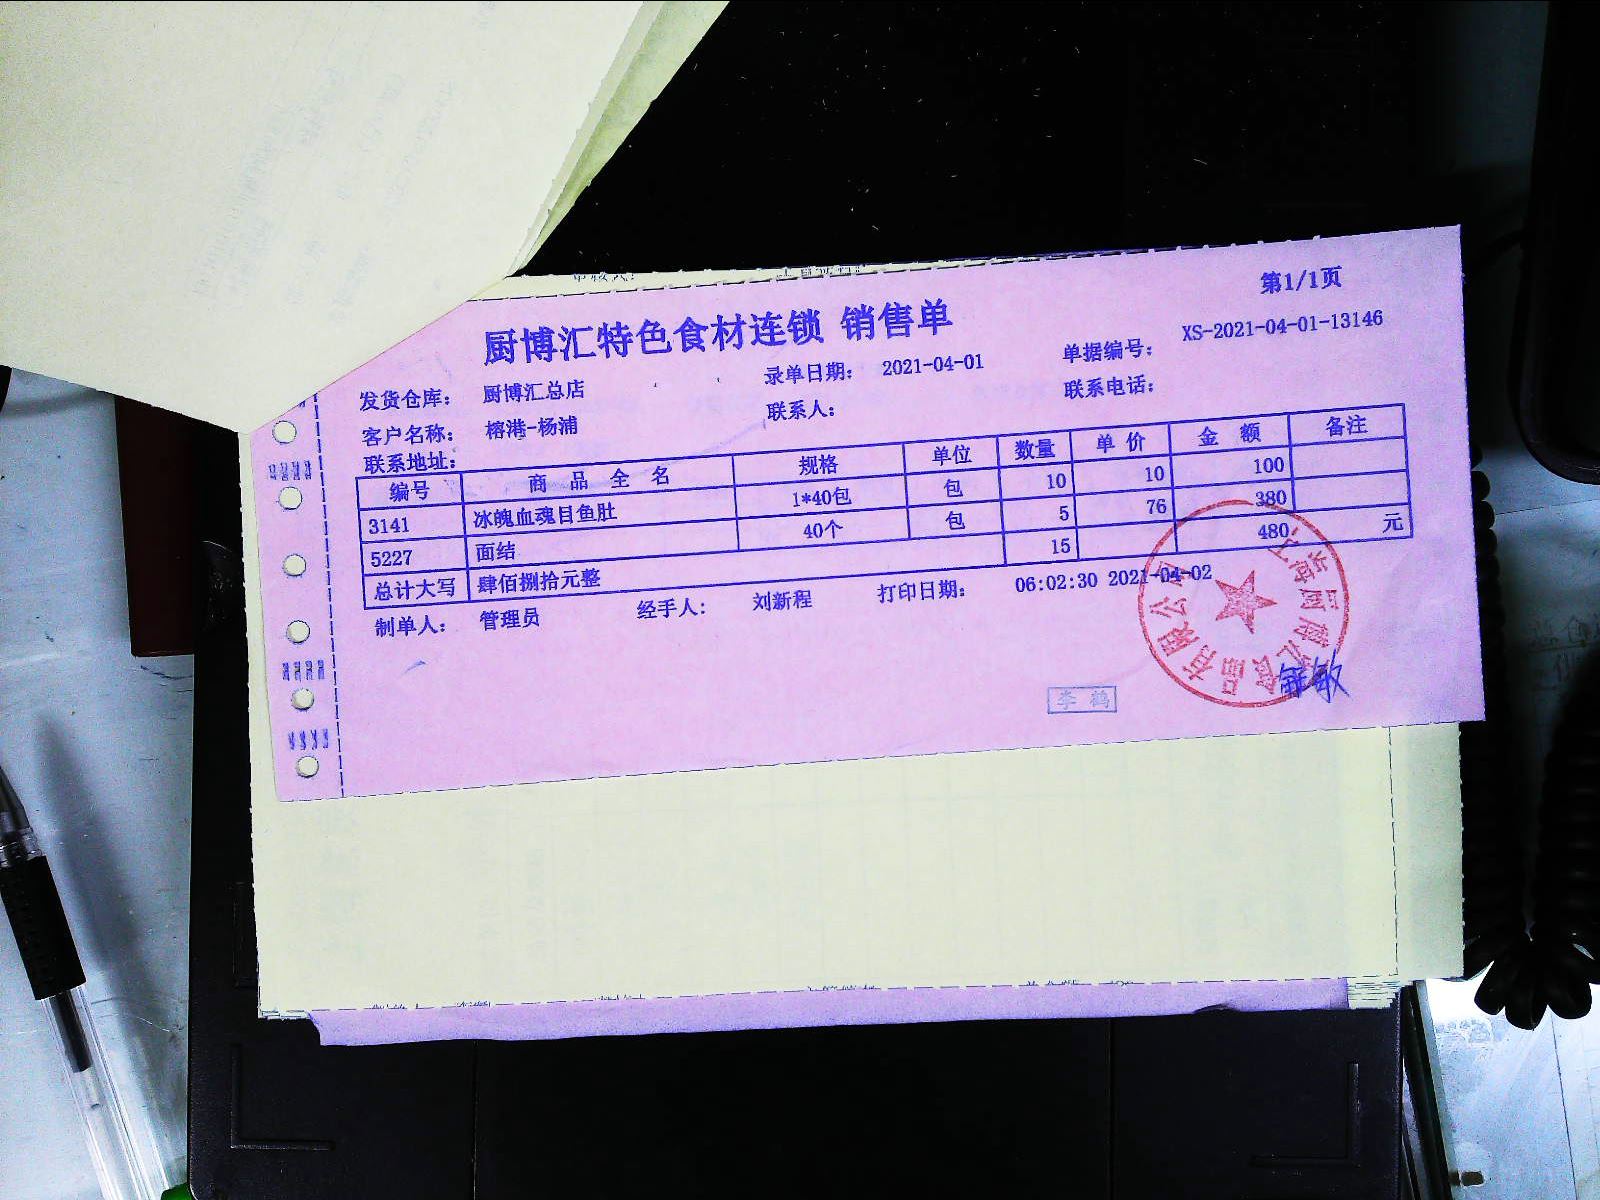 第1/1页
厨博汇特色食材连锁 销售单
发货仓库： 厨博汇总店 录单日期： 2021-04-01 单据编号： XS-2021-04-01-13146
客户名称： 榕港-杨浦 联系人： 联系电话：
联系地址：
编号 商品全名 规格 单位 数量 单价 金额 备注
3141 冰魄血魂目鱼肚 1*40包 包 10 10 100
5227 面结 40个 包 5 76 380
总计大写 肆佰捌拾元整 15 480 元
制单人： 管理员 经手人： 刘新程 打印日期： 06:02:30 2021-04-02
李 鹤